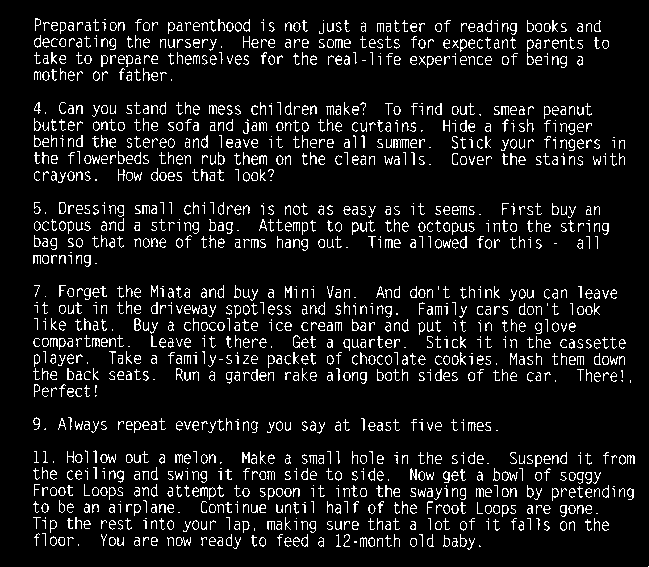 Preparation for parenthood is not just a matter of reading books and
decorating the nursery. Here are some tests for expectant parents to
take to prepare themselves for the real-life experience of being a
mother or father.
4. Can you stand the mess children make? To find out, smear peanut
butter onto the sofa and jam onto the curtains. Hide a fish finger
behind the stereo and leave it there all summer. Stick your fingers in
the flowerbeds then rub them on the clean walls. Cover the stains with
crayons. How does that look?
5. Dressing small children is not as easy as it seems. First buy an
octopus and a string bag. Attempt to put the octopus into the string
bag so that none of the arms hang out. Time allowed for this - all
morning.
7. Forget the Miata and buy a Mini Van. And don't think you can leave
it out in the driveway spotless and shining. Family cars don't look
like that. Buy a chocolate ice cream bar and put it in the glove
compartment. Leave it there. Get a quarter. Stick it in the cassette
player. Take a family-size packet of chocolate cookies. Mash them down
the back seats. Run a garden rake along both sides of the car. There!,
Perfect!
9. Always repeat everything you say at least five times.
11. Hollow out a melon. Make a small hole in the side. Suspend it from
the ceiling and swing it from side to side. Now get a bowl of soggy
Froot Loops and attempt to spoon it into the swaying melon by pretending
to be an airplane. Continue until half of the Froot Loops are gone.
Tip the rest into your lap, making sure that a lot of it falls on the
floor. You are now ready to feed a 12-month old baby.